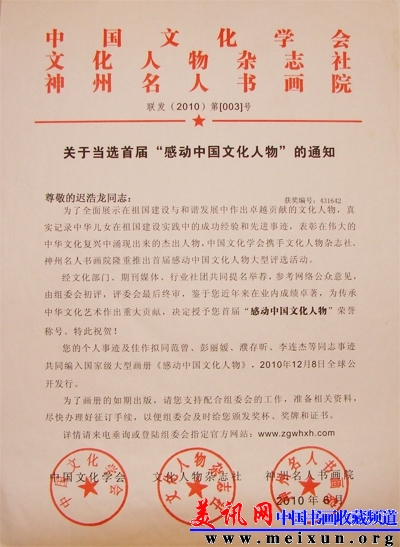 中国文化学会
文化人物杂志社
神州名人书画院
联发（2010）第[003]号
关于当选首届“感动中国文化人物”的通知
尊敬的迟浩龙同志：
获奖编号：431642
为了全面展示在祖国建设与和谐发展中作出卓越贡献的文化人物，真
实记录中华儿女在祖国建设实践中的成功经验和先进事迹，表彰在伟大的
中华文化复兴中涌现出来的杰出人物，中国文化学会携手文化人物杂志社、
神州名人书画院隆重推出首届感动中国文化人物大型评选活动。
经文化部门、期刊媒体、行业社团共同提名举荐，参考网络公众意见，
由组委会初评，评委会最终审，鉴于您近年来在业内成绩卓著，为传承
中华文化艺术作出重大贡献，决定授予您首届“感动中国文化人物”荣誉
称号。特此祝贺！
您的个人事迹及佳作拟同范曾、彭丽媛、濮存昕、李连杰等同志事迹
共同编入国家级大型画册《感动中国文化人物》，2010年12月8日全球公
开发行。
为了画册的如期出版，请您支持配合组委会的工作，准备相关资料，
尽快办理好征订手续，以便组委会及时给您颁发奖杯、奖牌和证书。
详情请来电垂询或登陆组委会指定官方网站：www.zgwhxh.com
中国文化学会 文化人物杂志社 神州名人书画院
中国文化学会
文化人物杂志社
2010年6月
美讯网 中国书画收藏频道
www.meixun.org